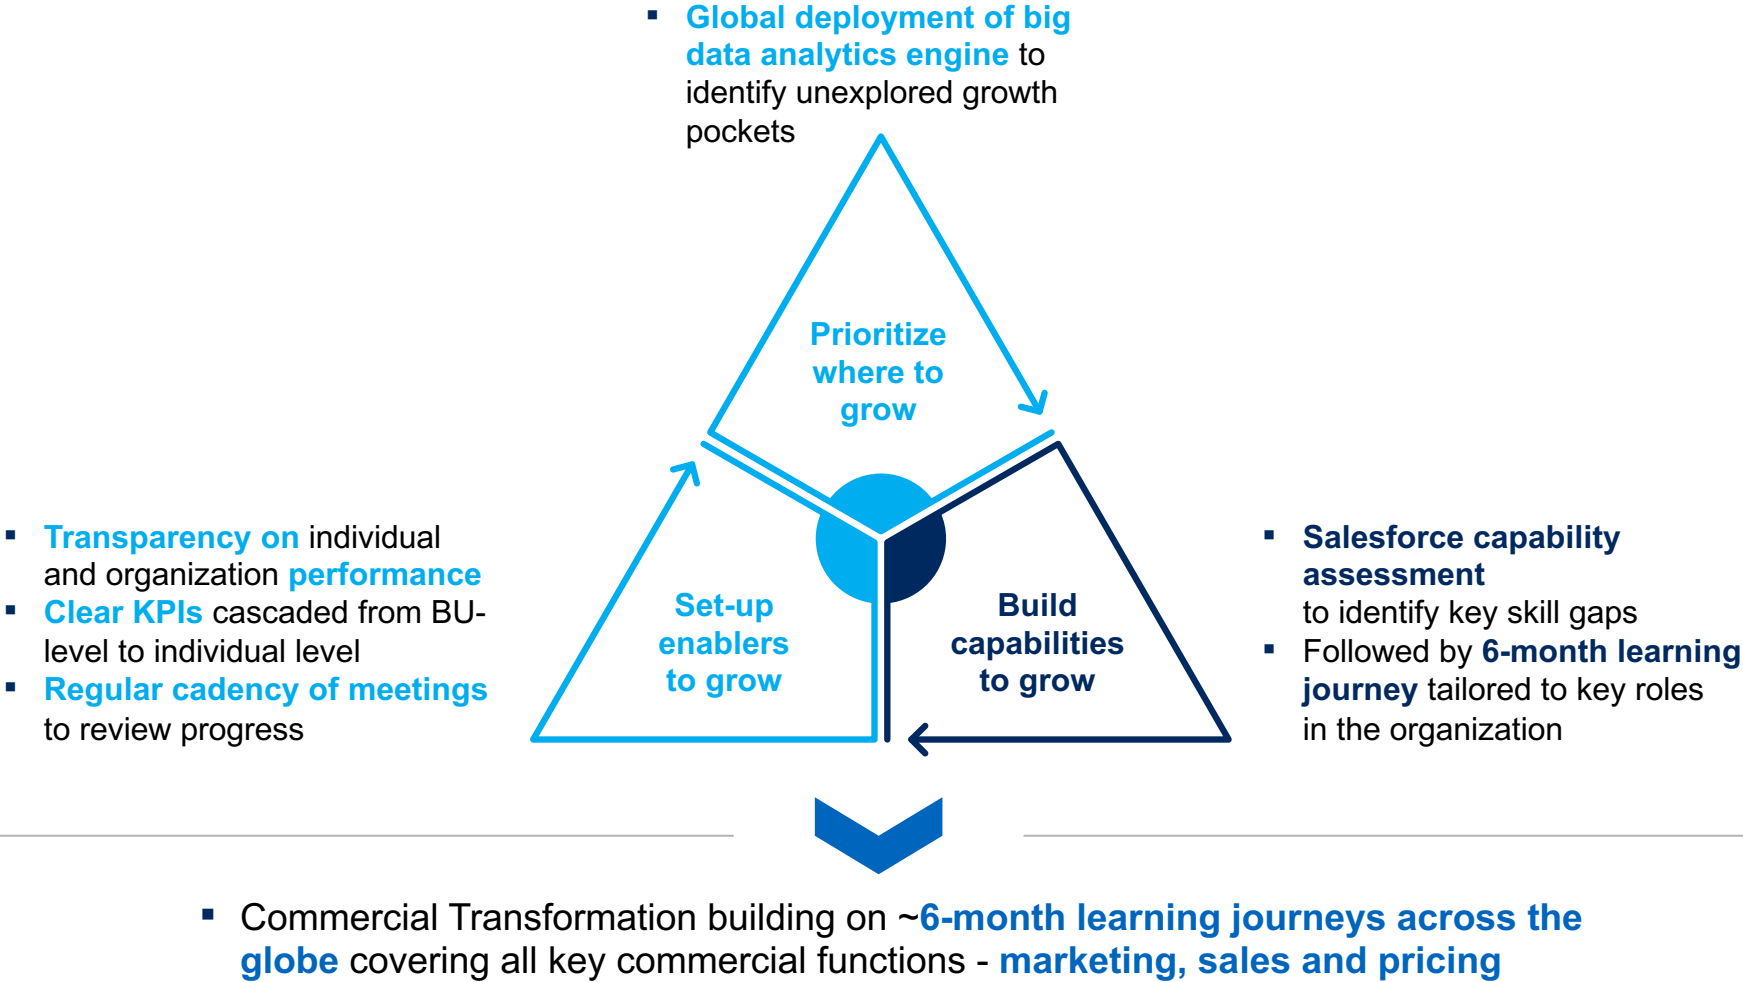 ▪ Global deployment of big
data analytics engine to
identify unexplored growth
pockets
Prioritize
where to
grow
▪ Transparency on individual
and organization performance
▪ Clear KPIs cascaded from BU-
level to individual level
▪ Regular cadency of meetings
to review progress
Set-up
enablers
to grow
Build
capabilities
to grow
▪ Salesforce capability
assessment
to identify key skill gaps
▪ Followed by 6-month learning
journey tailored to key roles
in the organization
▪ Commercial Transformation building on ~6-month learning journeys across the
globe covering all key commercial functions - marketing, sales and pricing